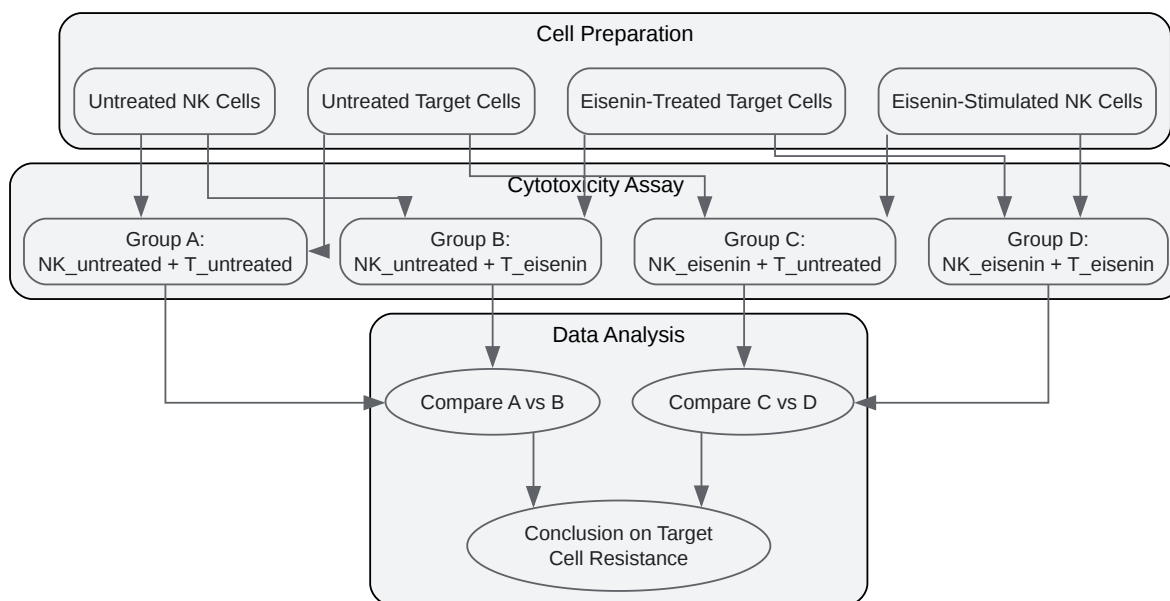 Cell Preparation
Untreated NK Cells
Untreated Target Cells
Eisenin-Treated Target Cells
Eisenin-Stimulated NK Cells
Cytotoxicity Assay
Group A:
NK_untreated + T_untreated
Group B:
NK_untreated + T_eisenin
Group C:
NK_eisenin + T_untreated
Group D:
NK_eisenin + T_eisenin
Data Analysis
Compare A vs B
Compare C vs D
Conclusion on Target
Cell Resistance